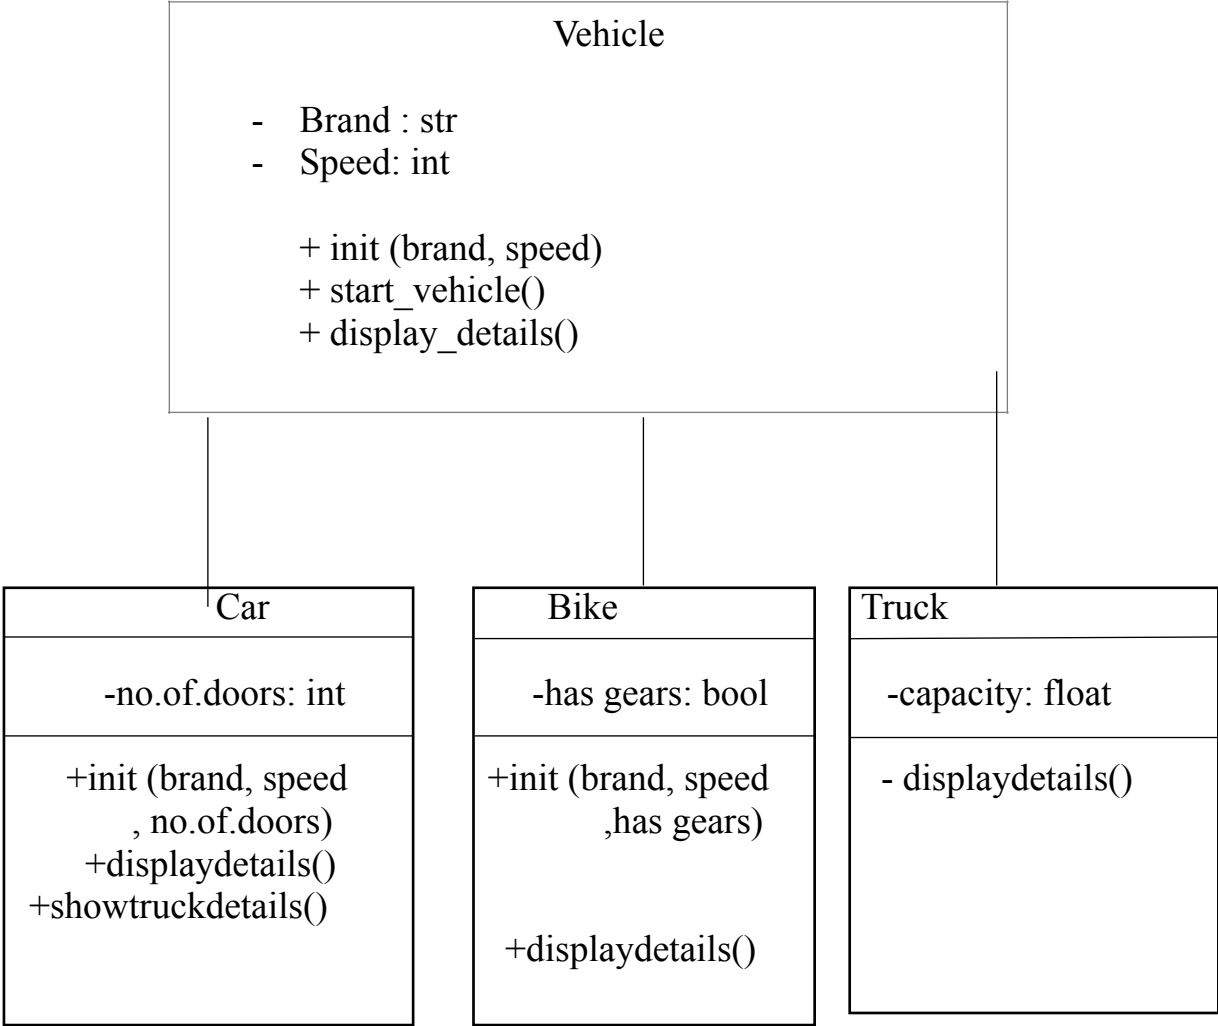 Vehicle
- Brand : str
- Speed: int
+ init (brand, speed)
+ start_vehicle()
+ display_details()
Car
-no.of.doors: int
+init (brand, speed
, no.of.doors)
+displaydetails()
+showtruckdetails()
Bike
-has gears: bool
+init (brand, speed
,has gears)
+displaydetails()
Truck
-capacity: float
- displaydetails()